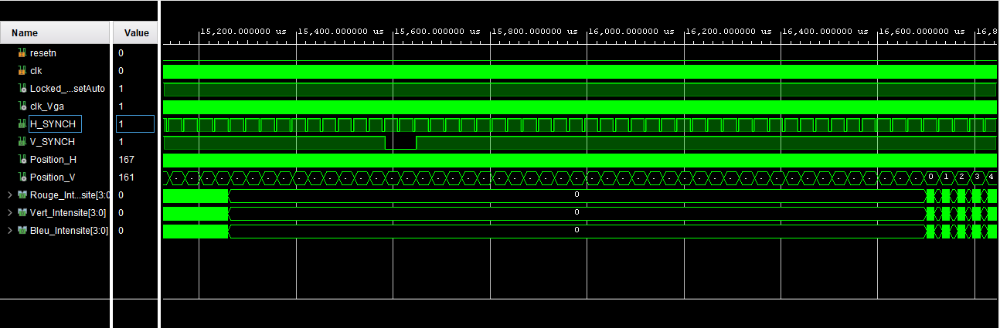 Name Value
15,200.000000 us 15,400.000000 us 15,600.000000 us 15,800.000000 us 16,000.000000 us 16,200.000000 us 16,400.000000 us 16,600.000000 us 16,8
resetn 0
clk 0
Locked_...setAuto 1
clk_Vga 1
H_SYNCH 1
V_SYNCH 1
Position_H 167
Position_V 161 0 1 2 3 4
Rouge_Int...site[3:0] 0 0
Vert_Intensite[3:0] 0 0
Bleu_Intensite[3:0] 0 0